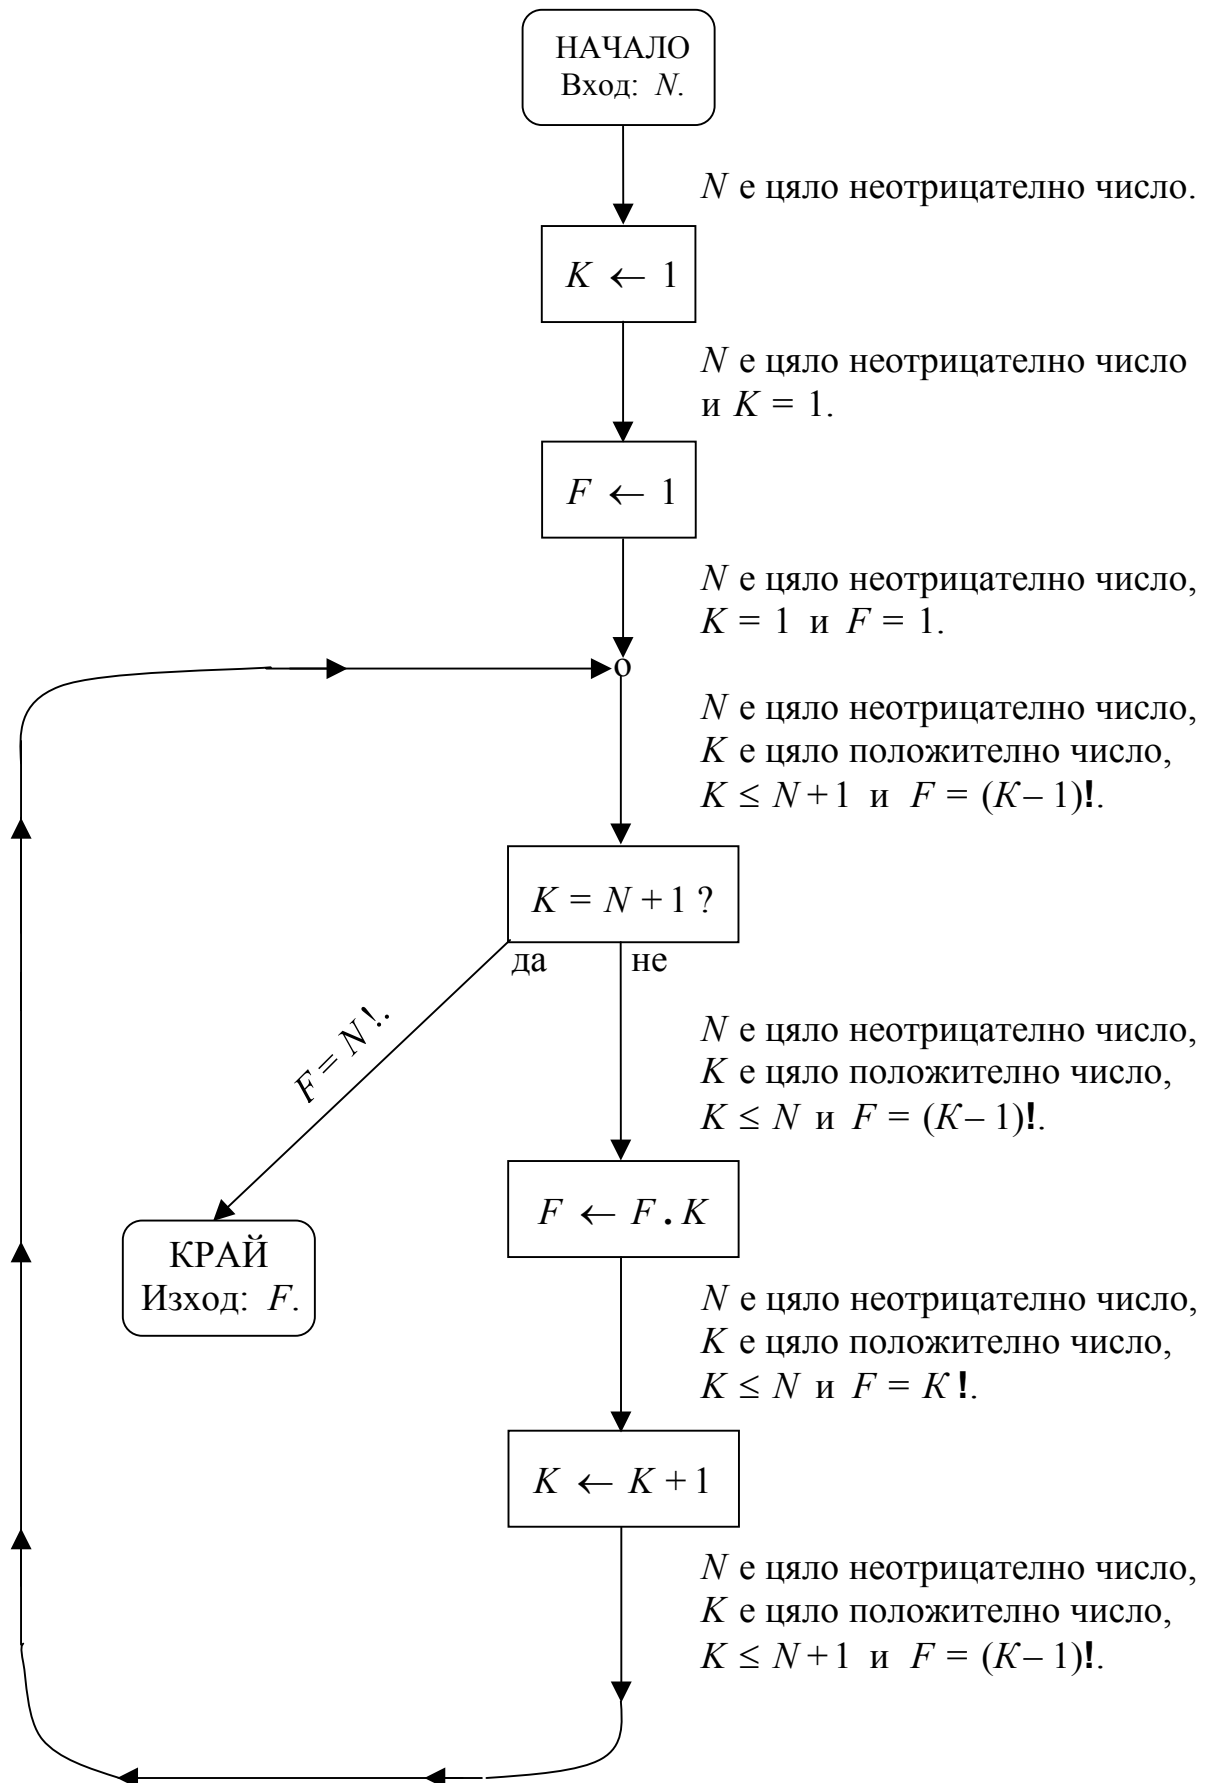 НАЧАЛО
Вход: N.
N е цяло неотрицателно число.
K ← 1
N е цяло неотрицателно число
и K = 1.
F ← 1
N е цяло неотрицателно число,
K = 1 и F = 1.
о
N е цяло неотрицателно число,
K е цяло положително число,
K ≤ N + 1 и F = (K – 1)!.
K = N + 1 ?
да не
F = N !.
N е цяло неотрицателно число,
K е цяло положително число,
K ≤ N и F = (K – 1)!.
F ← F . K
КРАЙ
Изход: F.
N е цяло неотрицателно число,
K е цяло положително число,
K ≤ N и F = K !.
K ← K + 1
N е цяло неотрицателно число,
K е цяло положително число,
K ≤ N + 1 и F = (K – 1)!.